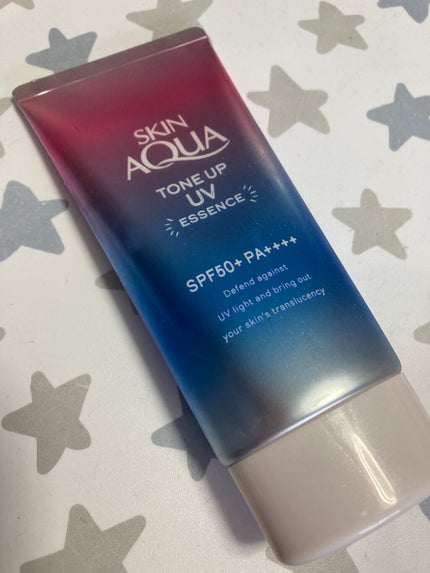 SKIN
AQUA
TONE UP
UV
ESSENCE
SPF50+ PA++++
Defend against
UV light and bring out
your skin's translucency